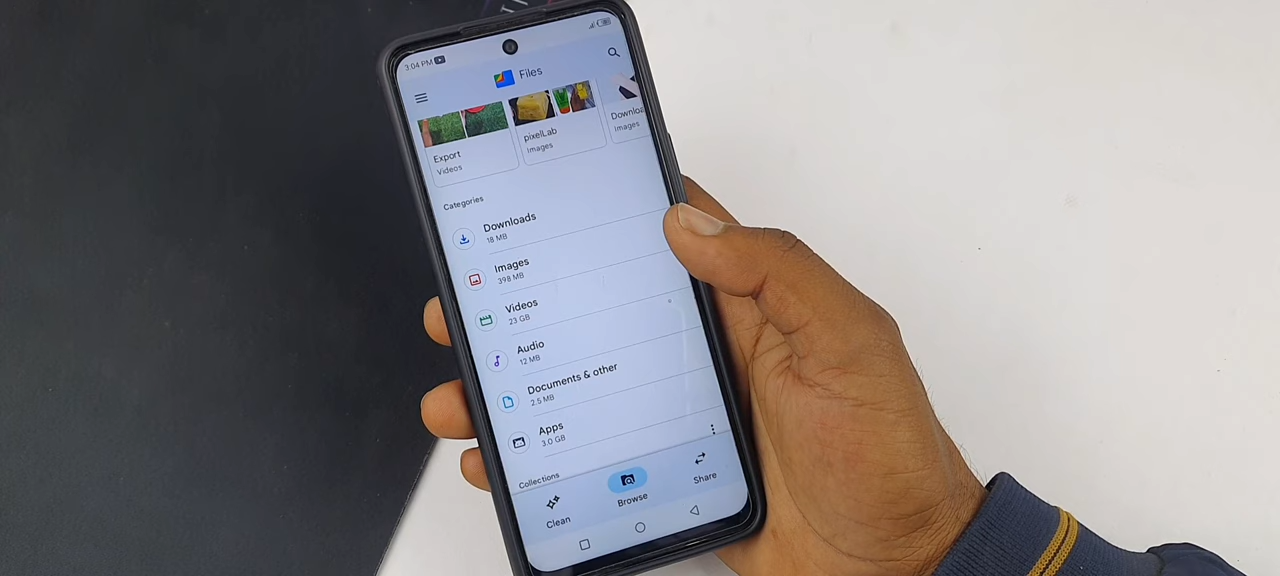 3:04 PM
Files
Export
Videos
pixelLab
Images
Images
Categories
Downloads
18 MB
Images
398 MB
Videos
23 GB
Audio
12 MB
Documents & other
2.5 MB
Apps
3.0 GB
Collections
Clean
Browse
Share